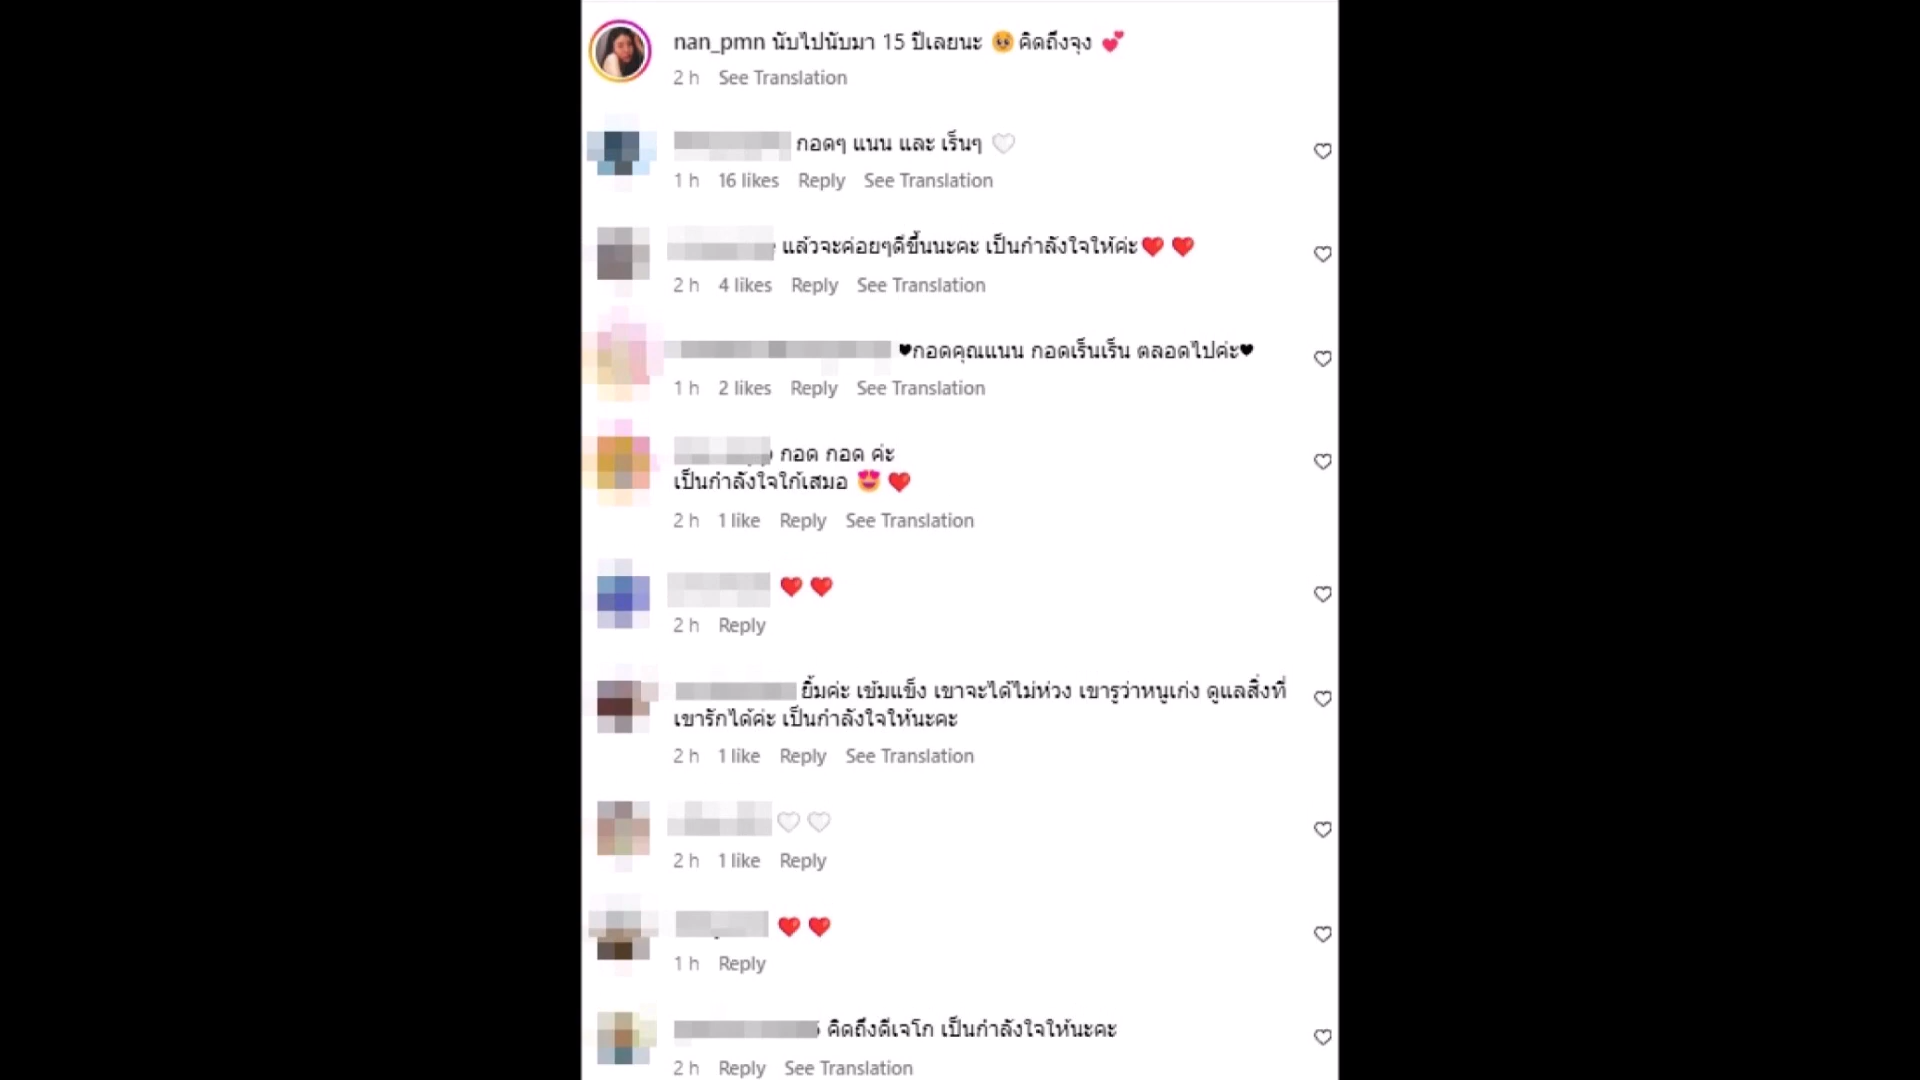 nan_pmn นับไปนับมา 15 ปีเลยนะ 🥹 คิดถึงจุง 💕
2 h See Translation
กอดๆ แนน และ เร็นๆ 🤍
1 h 16 likes Reply See Translation
แล้วจะค่อยๆดีขึ้นนะคะ เป็นกำลังใจให้ค่ะ❤️ ❤️
2 h 4 likes Reply See Translation
♥กอดคุณแนน กอดเร็นเร็น ตลอดไปค่ะ♥
1 h 2 likes Reply See Translation
กอด กอด ค่ะ
เป็นกำลังใจให้เสมอ 😍 ❤️
2 h 1 like Reply See Translation
❤️ ❤️
2 h Reply
ยิ้มค่ะ เข้มแข็ง เขาจะได้ไม่ห่วง เขารู้ว่าหนูเก่ง ดูแลสิ่งที่
เขารักได้ค่ะ เป็นกำลังใจให้นะคะ
2 h 1 like Reply See Translation
🤍 🤍
2 h 1 like Reply
❤️ ❤️
1 h Reply
คิดถึงดีเจโก เป็นกำลังใจให้นะคะ
2 h Reply See Translation